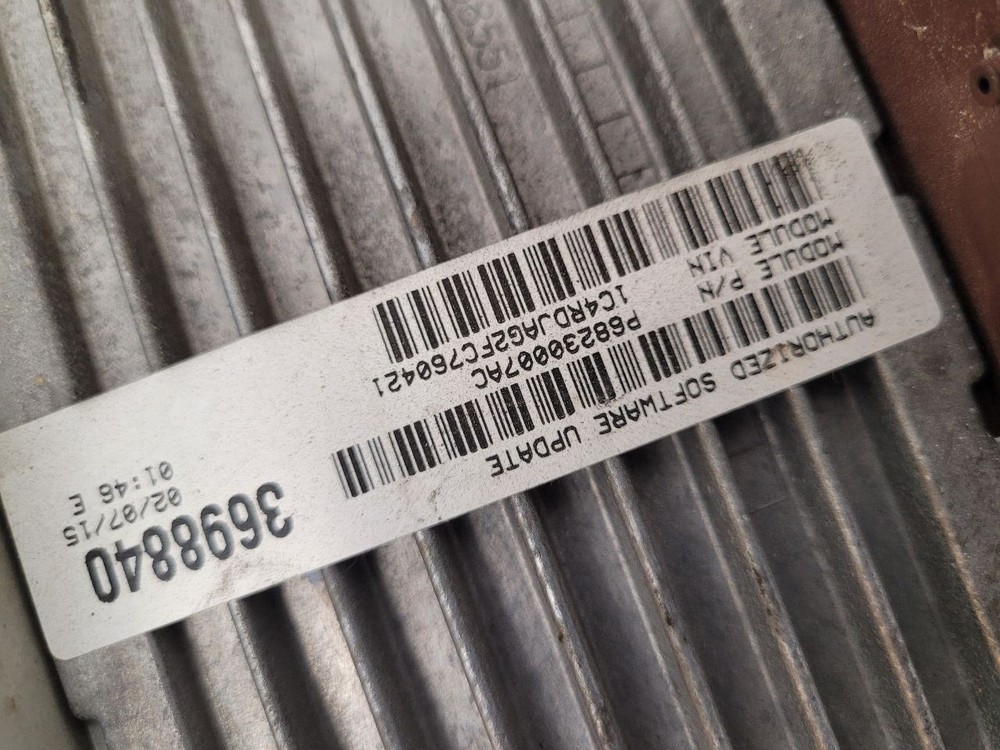 AUTHORIZED SOFTWARE UPDATE
MODULE P/N P68230007AC
MODULE VIN 1C4RDJAG2FC760421
3698840
02/07/15
01:46 E